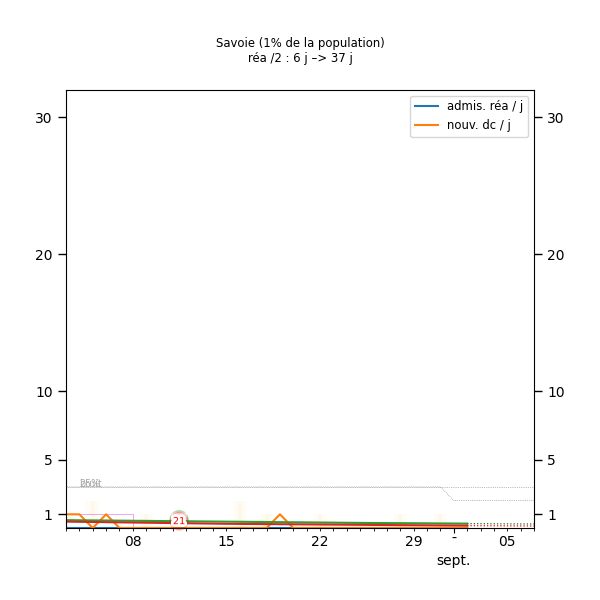 Savoie (1% de la population)
réa /2 : 6 j –> 37 j
admis. réa / j
nouv. dc / j
30 30
20 20
10 10
5 5
21
1 1
08 15 22 29 - 05
sept.